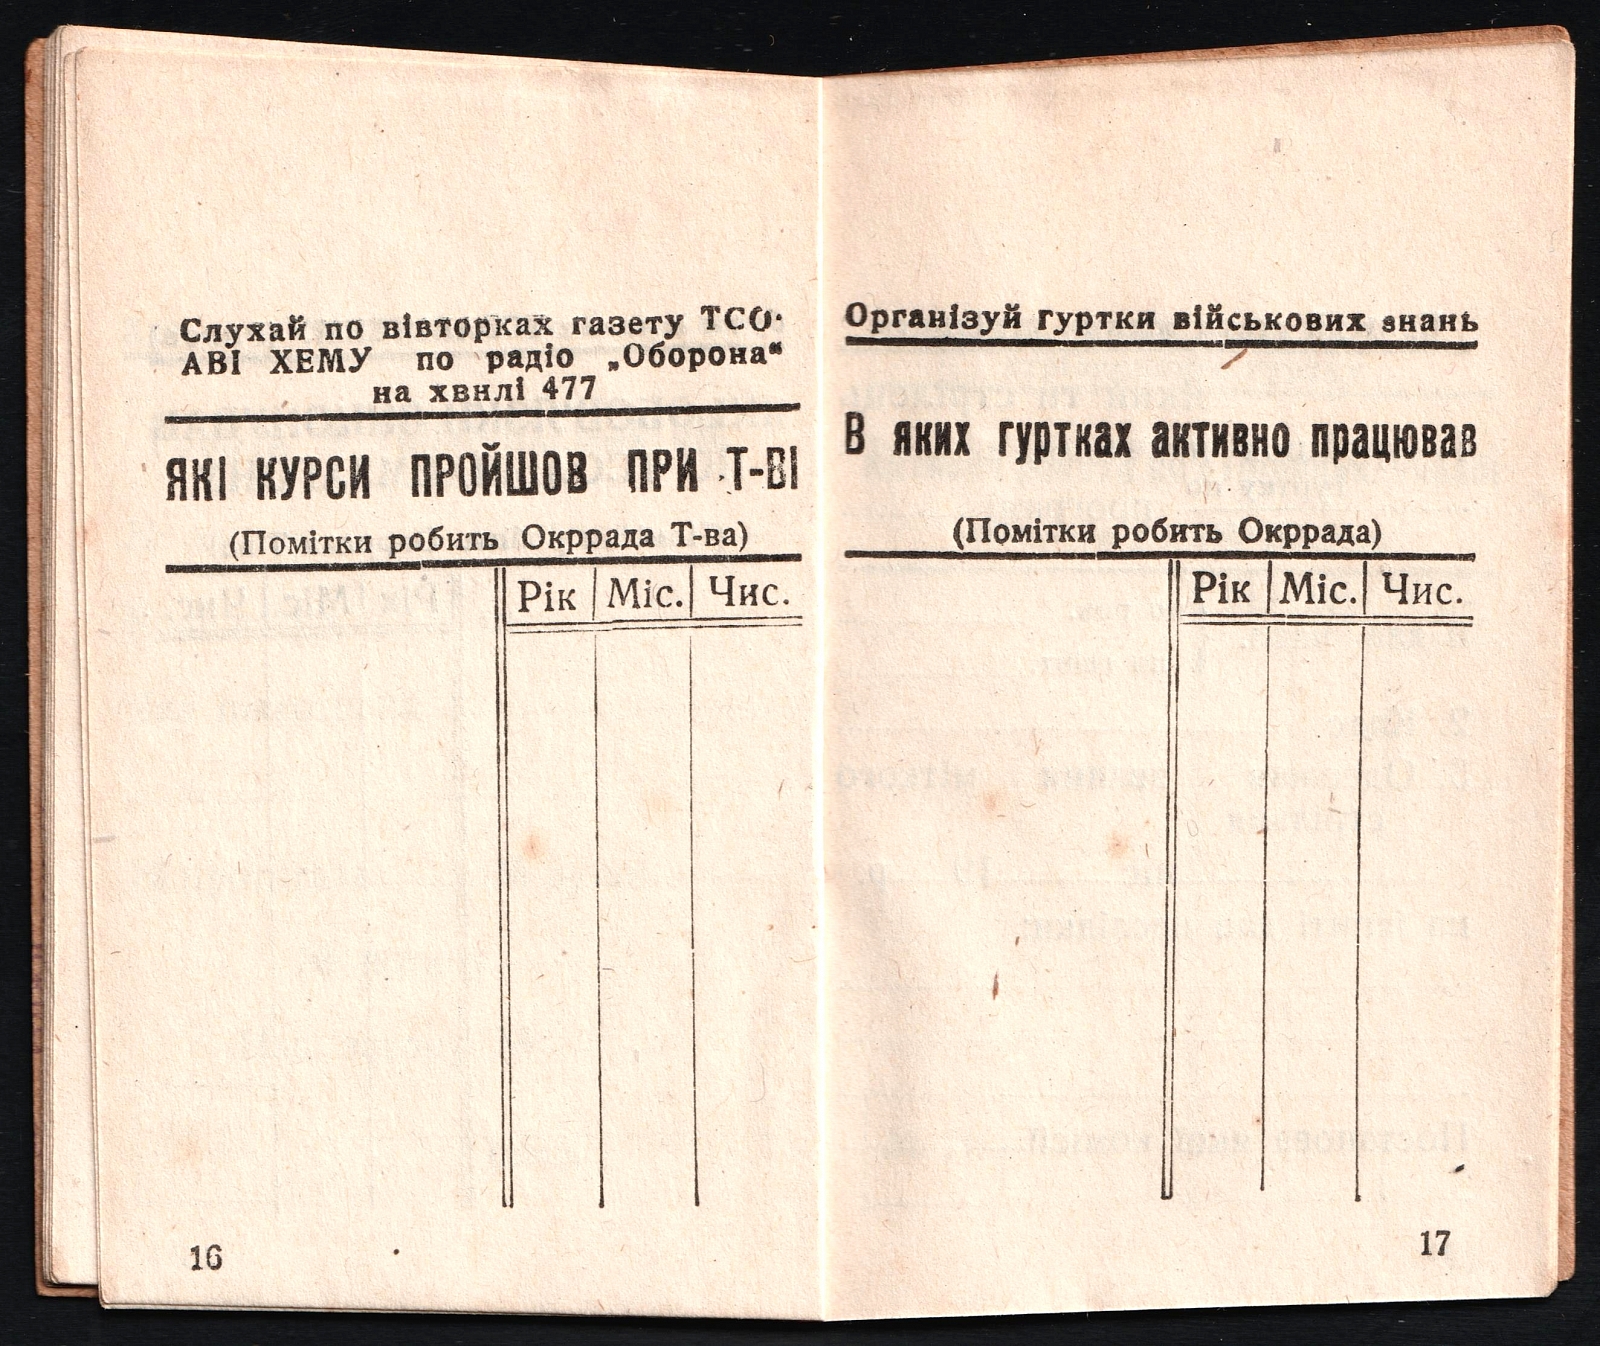 Слухай по вівторках газету ТСО-
АВІ ХЕМУ по радіо „Оборона“
на хвнлі 477
ЯКІ КУРСИ ПРОЙШОВ ПРИ Т-ВІ
(Помітки робить Окррада Т-ва)
Рік Міс. Чис.
16
Організуй гуртки військових знань
В яких гуртках активно працював
(Помітки робить Окррада)
Рік Міс. Чис.
17